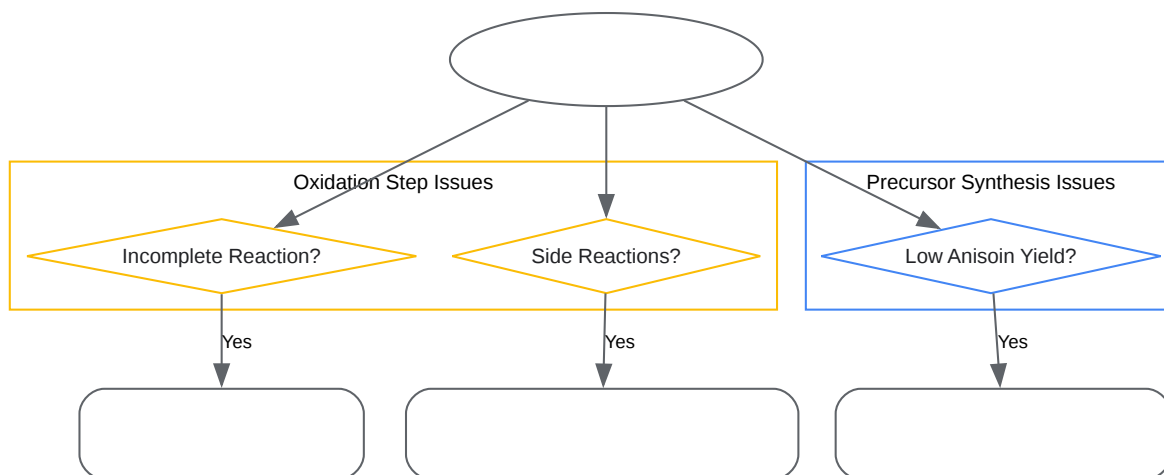 Oxidation Step Issues
Precursor Synthesis Issues
Incomplete Reaction?
Side Reactions?
Low Anisoin Yield?
Yes
Yes
Yes